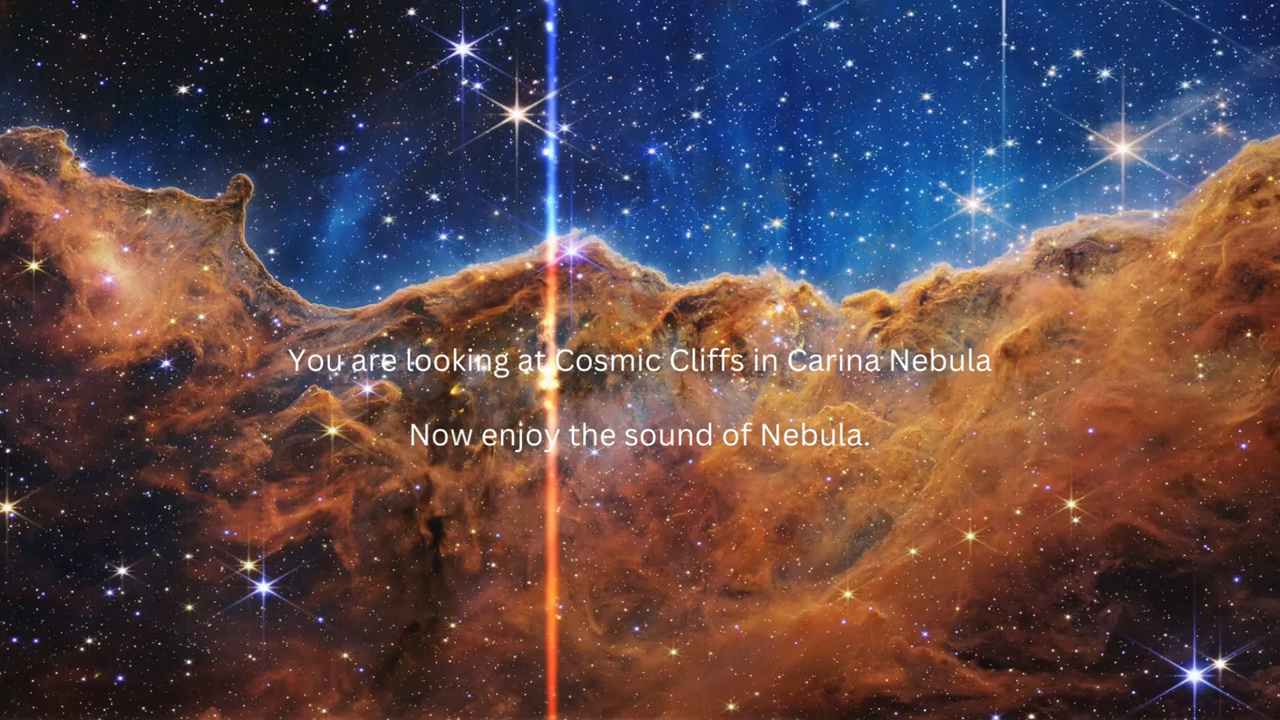 You are looking at Cosmic Cliffs in Carina Nebula
Now enjoy the sound of Nebula.